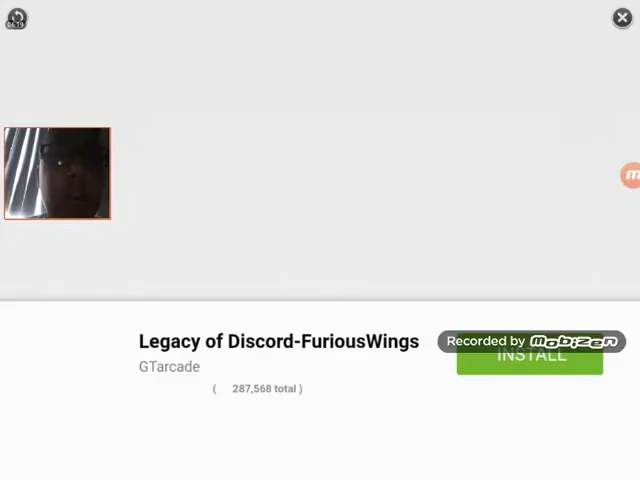 Legacy of Discord-FuriousWings
GTarcade
( 287,568 total )
Recorded by mobizen
INSTALL
m